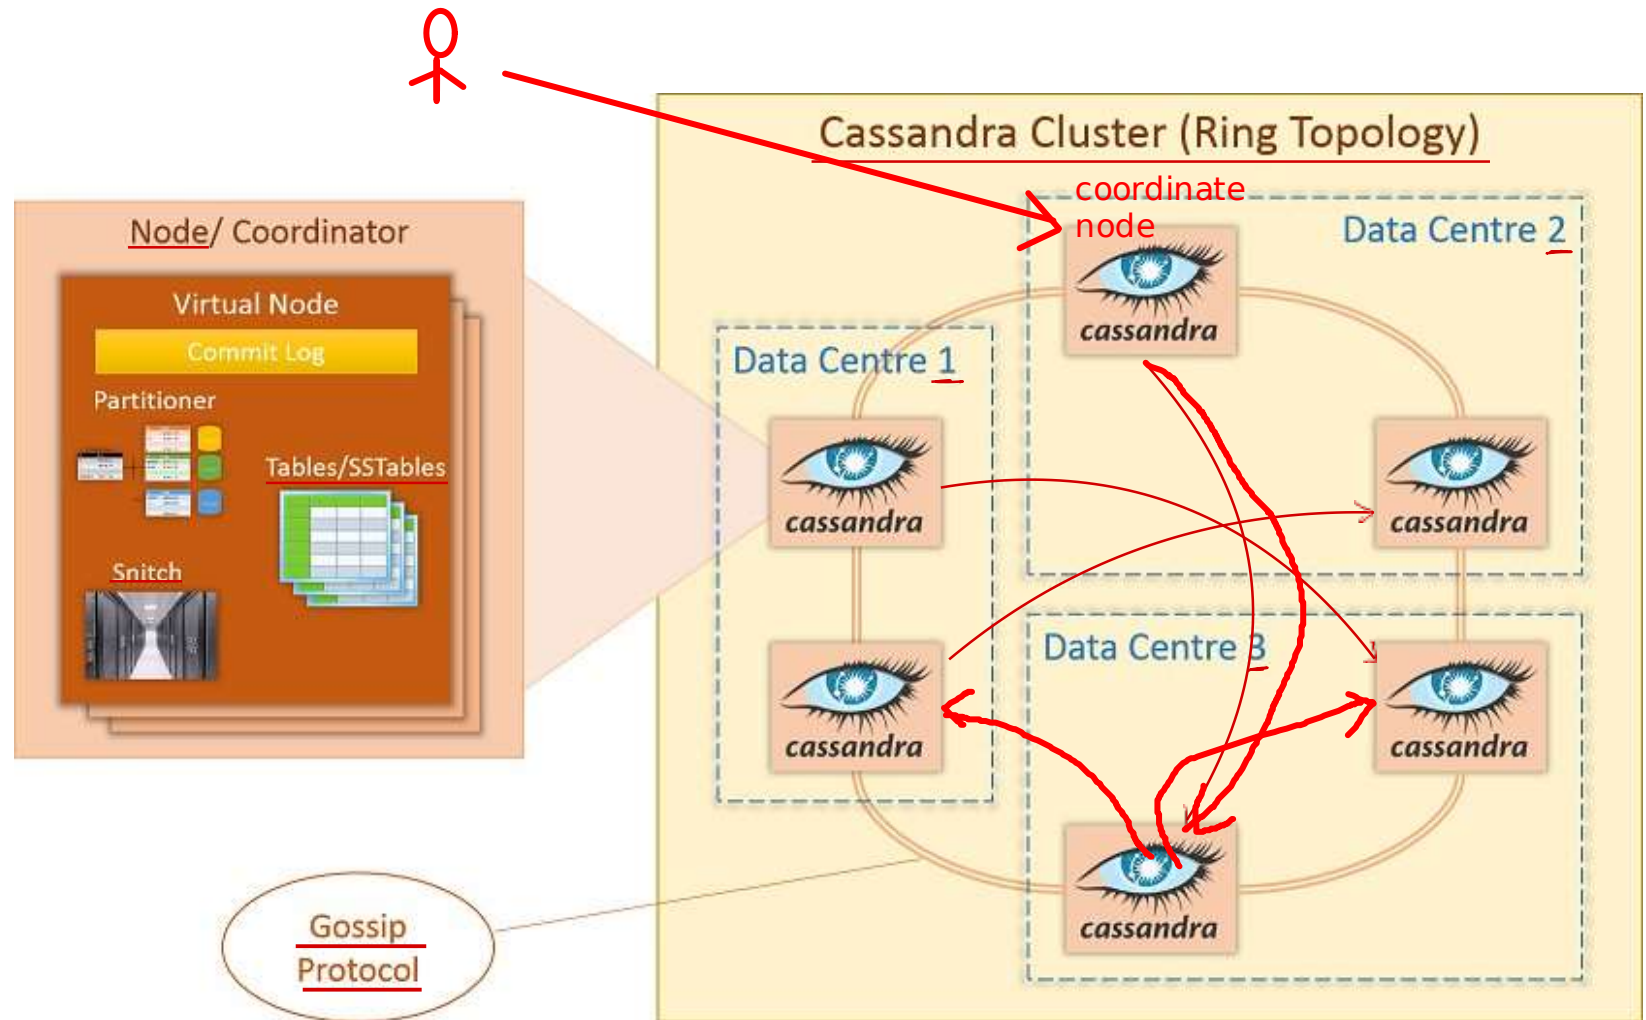 Cassandra Cluster (Ring Topology)
coordinate
node
Node/ Coordinator
Data Centre 2
Virtual Node
Commit Log
cassandra
Data Centre 1
Partitioner
Tables/SSTables
cassandra
cassandra
Snitch
Data Centre 3
cassandra
cassandra
Gossip
Protocol
cassandra